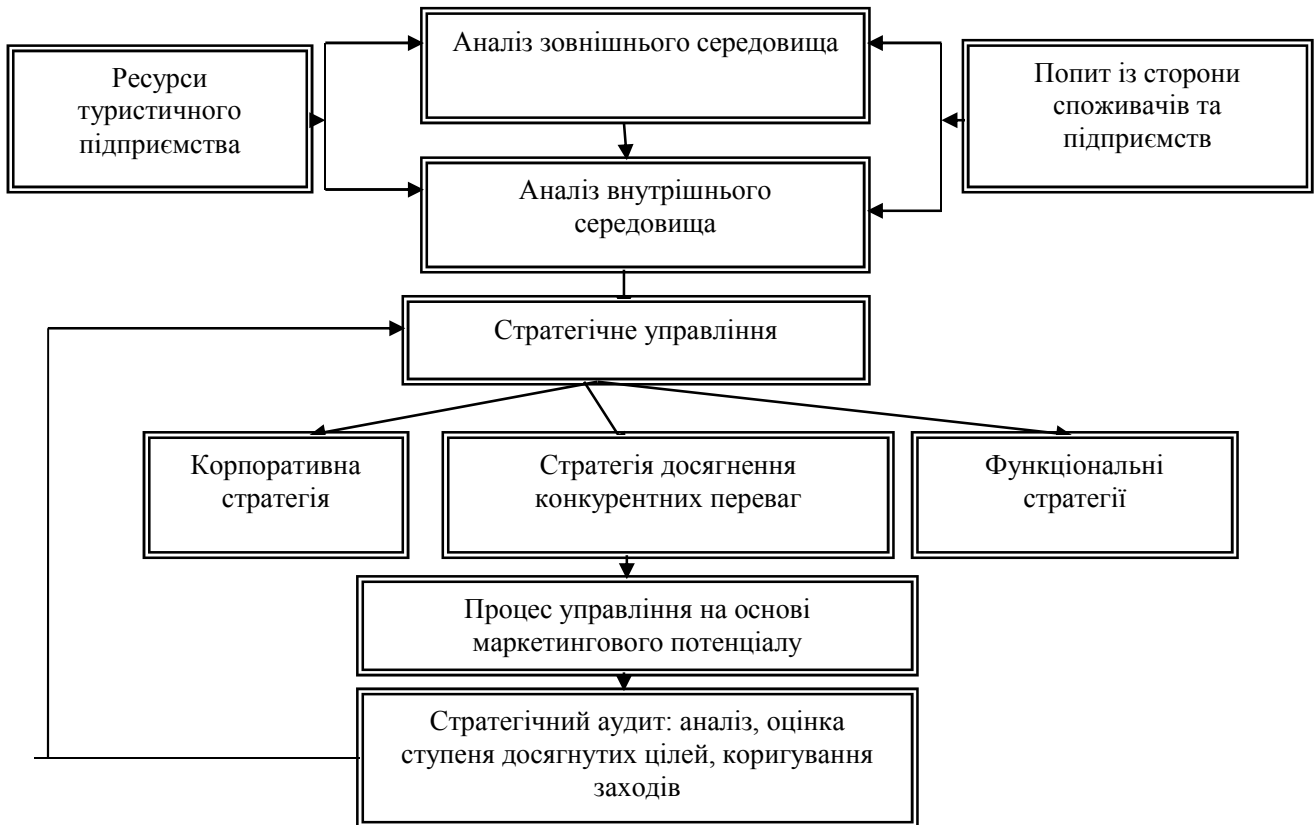 Аналіз зовнішнього середовища
Ресурси
туристичного
підприємства
Попит із сторони
споживачів та
підприємств
Аналіз внутрішнього
середовища
Стратегічне управління
Корпоративна
стратегія
Стратегія досягнення
конкурентних переваг
Функціональні
стратегії
Процес управління на основі
маркетингового потенціалу
Стратегічний аудит: аналіз, оцінка
ступеня досягнутих цілей, коригування
заходів